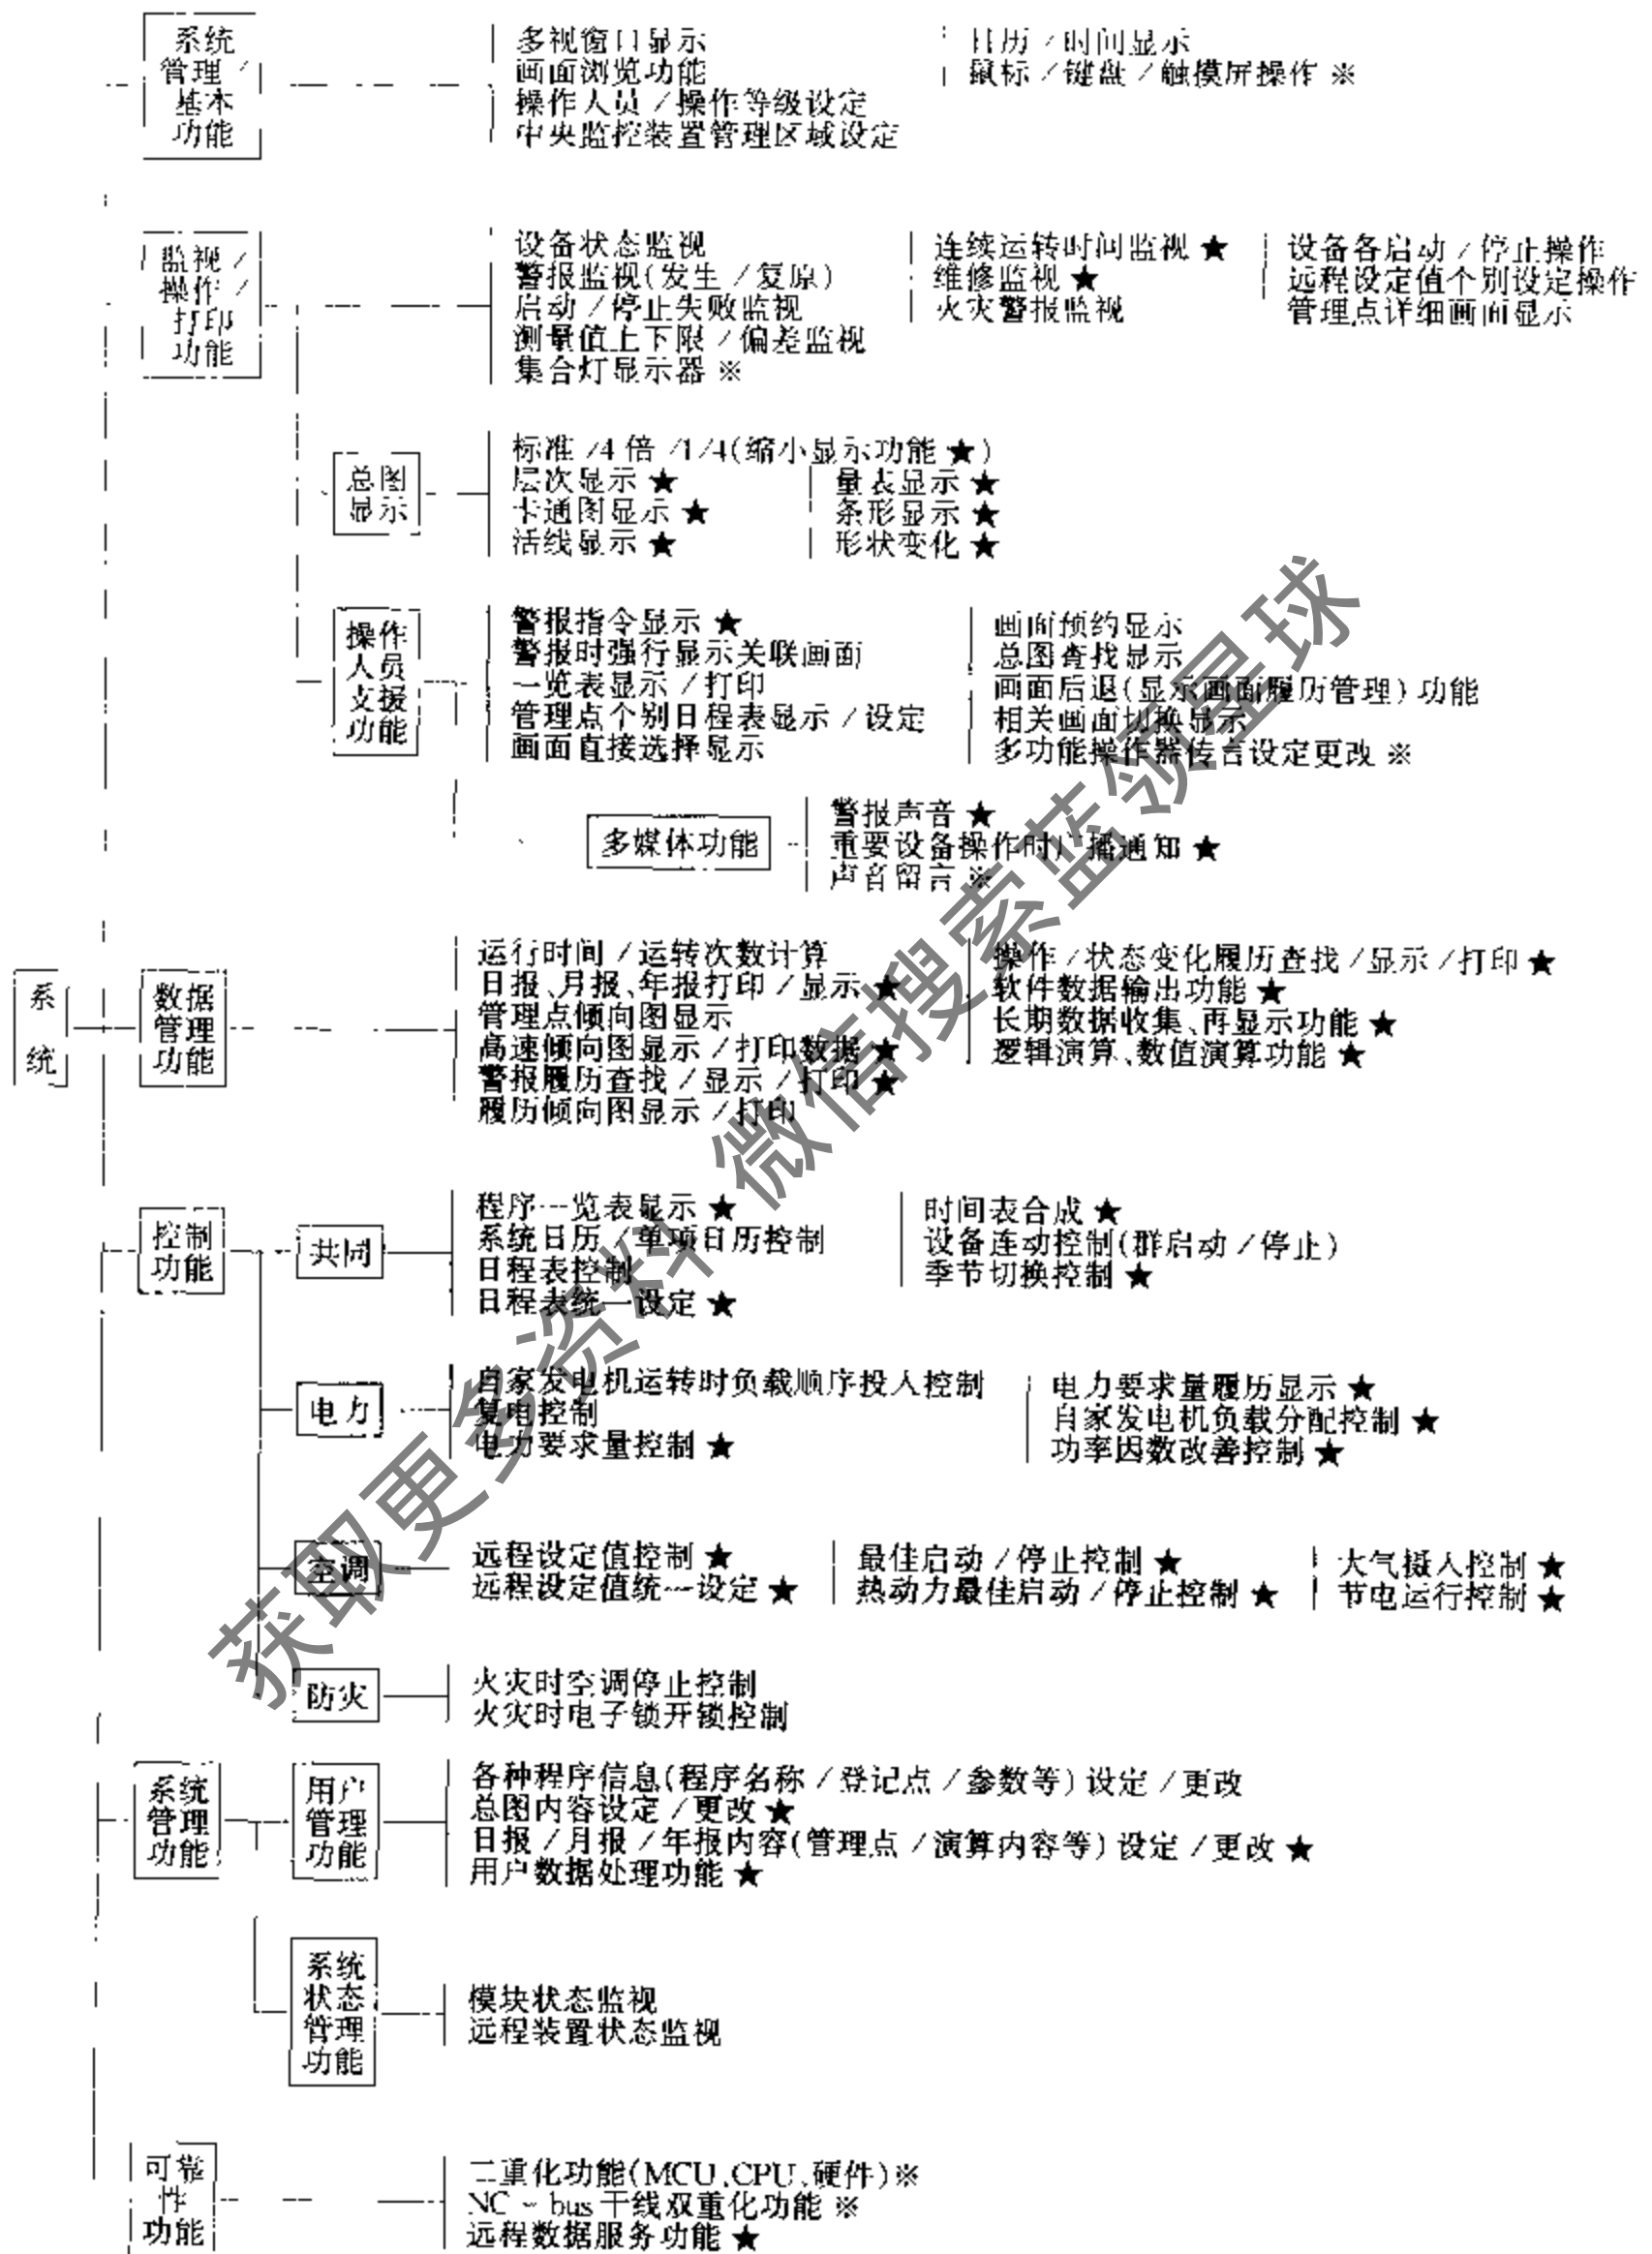 系统
管理／
基本
功能
多视窗口显示
画面浏览功能
操作人员／操作等级设定
中央监控装置管理区域设定
日历／时间显示
鼠标／键盘／触摸屏操作 ※
监视／
操作／
打印
功能
设备状态监视
警报监视(发生／复原)
启动／停止失败监视
测量值上下限／偏差监视
集合灯显示器 ※
连续运转时间监视 ★
维修监视 ★
火灾警报监视
设备各启动／停止操作
远程设定值个别设定操作
管理点详细画面显示
总图
显示
标准/4倍/1/4(缩小显示功能 ★)
层次显示 ★
卡通图显示 ★
活线显示 ★
量表显示 ★
条形显示 ★
形状变化 ★
操作
人员
支援
功能
警报指令显示 ★
警报时强行显示关联画面
一览表显示／打印
管理点个别日程表显示／设定
画面直接选择显示
画面预约显示
总图查找显示
画面后退(显示画面履历管理)功能
相关画面切换显示
多功能操作器传言设定更改 ※
多媒体功能
警报声音 ★
重要设备操作时广播通知 ★
声音留言 ※
系
统
数据
管理
功能
运行时间／运转次数计算
日报、月报、年报打印／显示 ★
管理点倾向图显示
高速倾向图显示／打印数据 ★
警报履历查找／显示／打印 ★
履历倾向图显示／打印
操作／状态变化履历查找／显示／打印 ★
软件数据输出功能 ★
长期数据收集、再显示功能 ★
逻辑演算、数值演算功能 ★
控制
功能
共同
程序一览表显示 ★
系统日历／单项日历控制
日程表控制
日程表统一设定 ★
时间表合成 ★
设备连动控制(群启动／停止)
季节切换控制 ★
电力
自家发电机运转时负载顺序投入控制
复电控制
电力要求量控制 ★
电力要求量履历显示 ★
自家发电机负载分配控制 ★
功率因数改善控制 ★
空调
远程设定值控制 ★
远程设定值统一设定 ★
最佳启动／停止控制 ★
热动力最佳启动／停止控制 ★
大气摄入控制 ★
节电运行控制 ★
防火
火灾时空调停止控制
火灾时电子锁开锁控制
系统
管理
功能
用户
管理
功能
各种程序信息(程序名称／登记点／参数等)设定／更改
总图内容设定／更改 ★
日报／月报／年报内容(管理点／演算内容等)设定／更改 ★
用户数据处理功能 ★
系统
状态
管理
功能
模块状态监视
远程装置状态监视
可靠
性
功能
二重化功能(MCU、CPU、硬件)※
NC－bus干线双重化功能 ※
远程数据服务功能 ★
获取更多资料 微信搜索蓝领星球